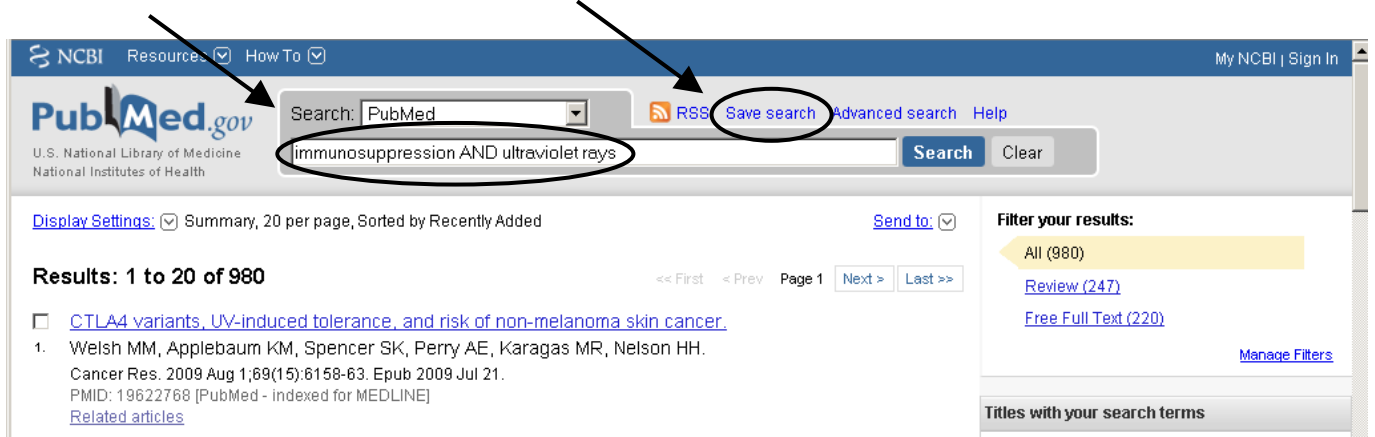 NCBI Resources How To My NCBI | Sign In
PubMed.gov
U.S. National Library of Medicine
National Institutes of Health
Search: PubMed RSS Save search Advanced search Help
immunosuppression AND ultraviolet rays Search Clear
Display Settings: Summary, 20 per page, Sorted by Recently Added Send to:
Results: 1 to 20 of 980 << First < Prev Page 1 Next > Last >>
CTLA4 variants, UV-induced tolerance, and risk of non-melanoma skin cancer.
1. Welsh MM, Applebaum KM, Spencer SK, Perry AE, Karagas MR, Nelson HH.
Cancer Res. 2009 Aug 1;69(15):6158-63. Epub 2009 Jul 21.
PMID: 19622768 [PubMed - indexed for MEDLINE]
Related articles
Filter your results:
All (980)
Review (247)
Free Full Text (220)
Manage Filters
Titles with your search terms